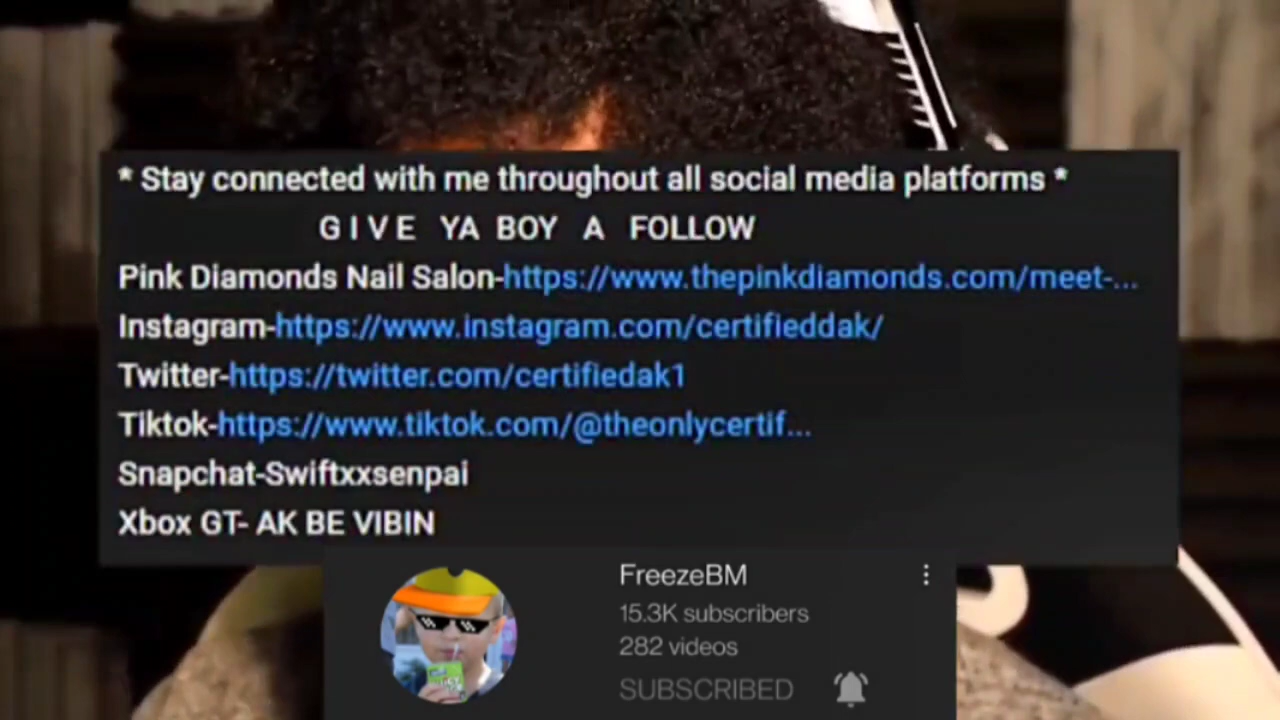 * Stay connected with me throughout all social media platforms *
G I V E YA BOY A FOLLOW
Pink Diamonds Nail Salon-https://www.thepinkdiamonds.com/meet-...
Instagram-https://www.instagram.com/certifieddak/
Twitter-https://twitter.com/certifiedak1
Tiktok-https://www.tiktok.com/@theonlycertif...
Snapchat-Swiftxxsenpai
Xbox GT- AK BE VIBIN
FreezeBM
15.3K subscribers
282 videos
SUBSCRIBED